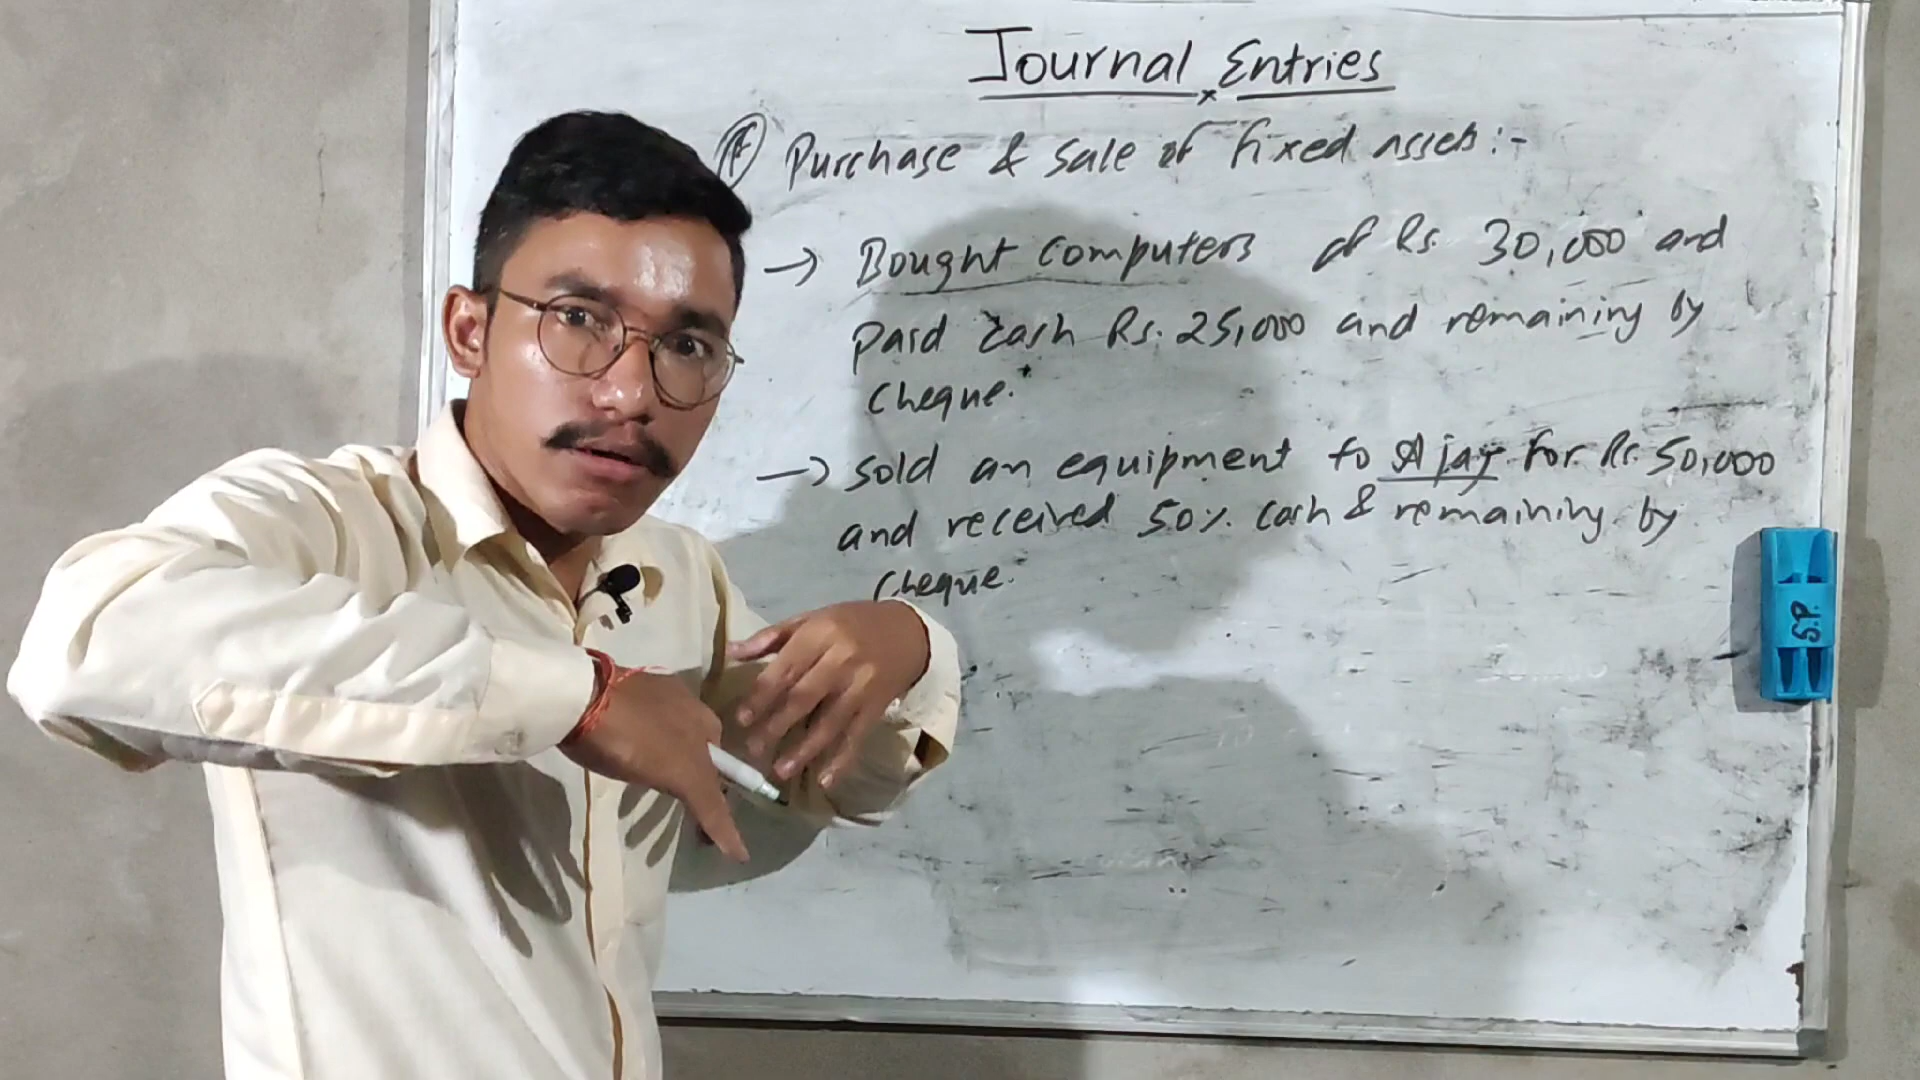 Journal Entries
Purchase & Sale of fixed assets:-
→ Bought computers of Rs. 30,000 and
paid cash Rs. 25,000 and remaining by
cheque.
→ Sold an equipment to Ajay for Rs. 50,000
and received 50% cash & remaining by
cheque.
S.P.